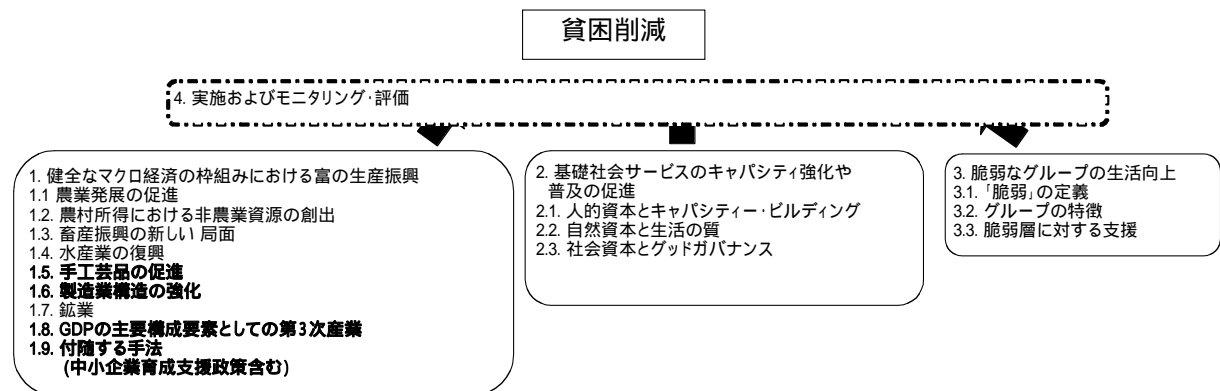 貧困削減
4. 実施およびモニタリング･評価
1. 健全なマクロ経済の枠組みにおける富の生産振興
1.1 農業発展の促進
1.2. 農村所得における非農業資源の創出
1.3. 畜産振興の新しい 局面
1.4. 水産業の復興
1.5. 手工芸品の促進
1.6. 製造業構造の強化
1.7. 鉱業
1.8. GDPの主要構成要素としての第3次産業
1.9. 付随する手法
(中小企業育成支援政策含む)
2. 基礎社会サービスのキャパシティ強化や
普及の促進
2.1. 人的資本とキャパシティー･ビルディング
2.2. 自然資本と生活の質
2.3. 社会資本とグッドガバナンス
3. 脆弱なグループの生活向上
3.1. ｢脆弱｣の定義
3.2. グループの特徴
3.3. 脆弱層に対する支援